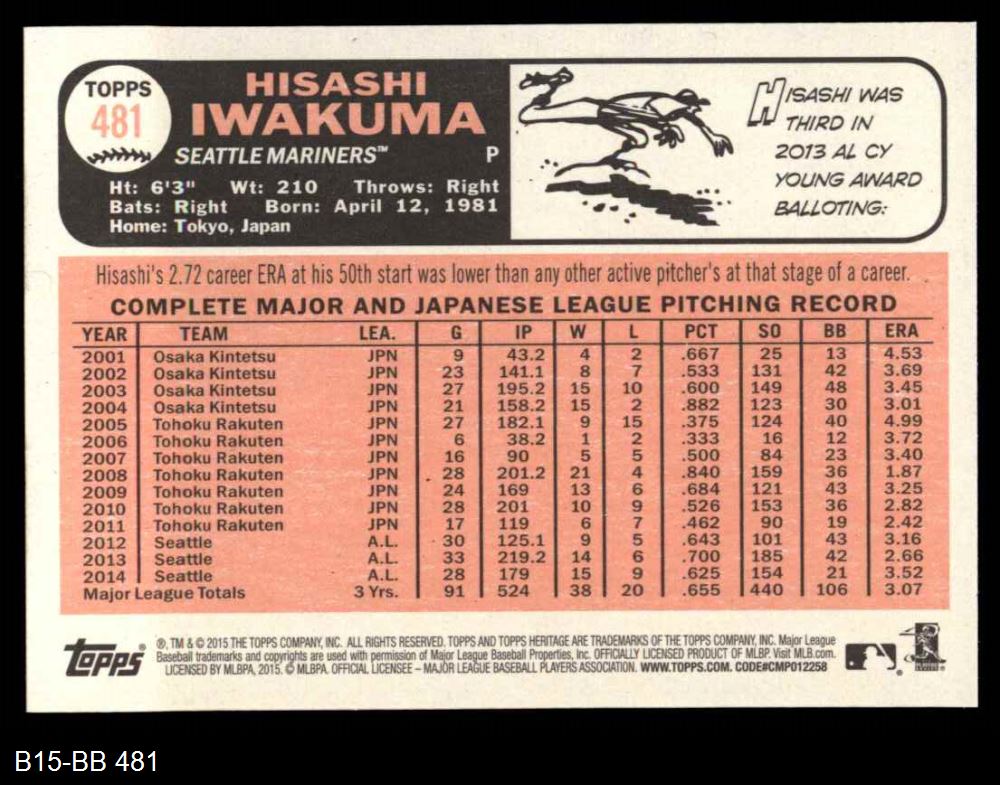 TOPPS
481
HISASHI
IWAKUMA
SEATTLE MARINERS™ P
Ht: 6'3" Wt: 210 Throws: Right
Bats: Right Born: April 12, 1981
Home: Tokyo, Japan
HISASHI WAS
THIRD IN
2013 AL CY
YOUNG AWARD
BALLOTING:
Hisashi's 2.72 career ERA at his 50th start was lower than any other active pitcher's at that stage of a career.
COMPLETE MAJOR AND JAPANESE LEAGUE PITCHING RECORD
YEAR TEAM LEA. G IP W L PCT SO BB ERA
2001 Osaka Kintetsu JPN 9 43.2 4 2 .667 25 13 4.53
2002 Osaka Kintetsu JPN 23 141.1 8 7 .533 131 42 3.69
2003 Osaka Kintetsu JPN 27 195.2 15 10 .600 149 48 3.45
2004 Osaka Kintetsu JPN 21 158.2 15 2 .882 123 30 3.01
2005 Tohoku Rakuten JPN 27 182.1 9 15 .375 124 40 4.99
2006 Tohoku Rakuten JPN 6 38.2 1 2 .333 16 12 3.72
2007 Tohoku Rakuten JPN 16 90 5 5 .500 84 23 3.40
2008 Tohoku Rakuten JPN 28 201.2 21 4 .840 159 36 1.87
2009 Tohoku Rakuten JPN 24 169 13 6 .684 121 43 3.25
2010 Tohoku Rakuten JPN 28 201 10 9 .526 153 36 2.82
2011 Tohoku Rakuten JPN 17 119 6 7 .462 90 19 2.42
2012 Seattle A.L. 30 125.1 9 5 .643 101 43 3.16
2013 Seattle A.L. 33 219.2 14 6 .700 185 42 2.66
2014 Seattle A.L. 28 179 15 9 .625 154 21 3.52
Major League Totals 3 Yrs. 91 524 38 20 .655 440 106 3.07
topps®
®, TM & © 2015 THE TOPPS COMPANY, INC. ALL RIGHTS RESERVED. TOPPS AND TOPPS HERITAGE ARE TRADEMARKS OF THE TOPPS COMPANY, INC. Major League
Baseball trademarks and copyrights are used with permission of Major League Baseball Properties, Inc. OFFICIALLY LICENSED PRODUCT OF MLBP. Visit MLB.com.
LICENSED BY MLBPA, 2015. © MLBPA. OFFICIAL LICENSEE – MAJOR LEAGUE BASEBALL PLAYERS ASSOCIATION. WWW.TOPPS.COM. CODE#CMP012258
B15-BB 481